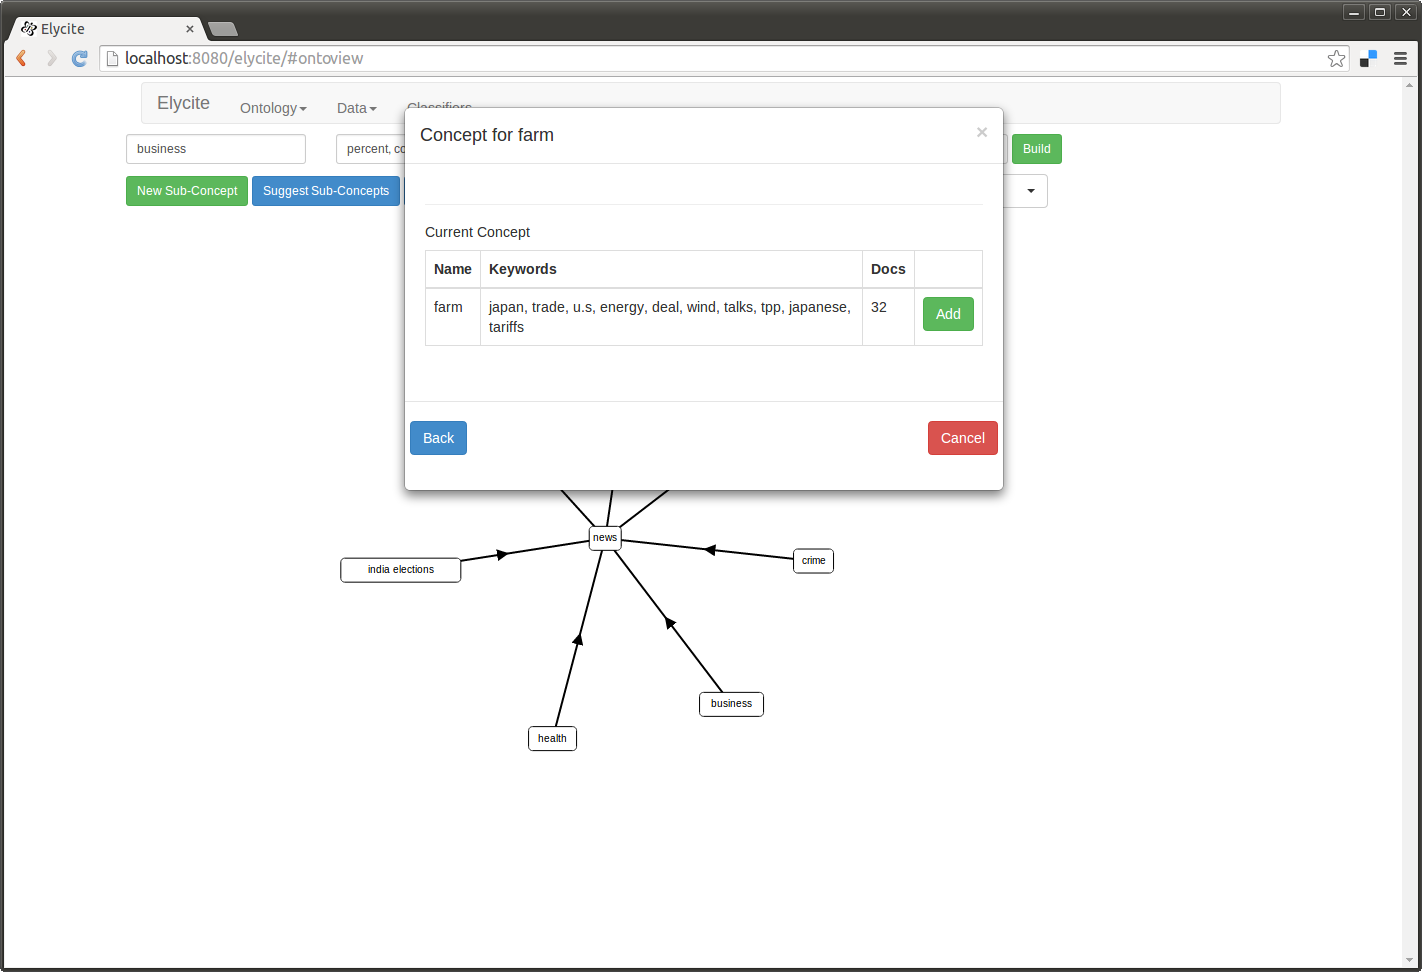 Elycite
localhost:8080/elycite/#ontoview
Elycite Ontology Data Classifiers
business percent, co Build
New Sub-Concept Suggest Sub-Concepts
Concept for farm ×
Current Concept
Name Keywords Docs
farm japan, trade, u.s, energy, deal, wind, talks, tpp, japanese, 32 Add
tariffs
Back Cancel
news
india elections crime
business
health